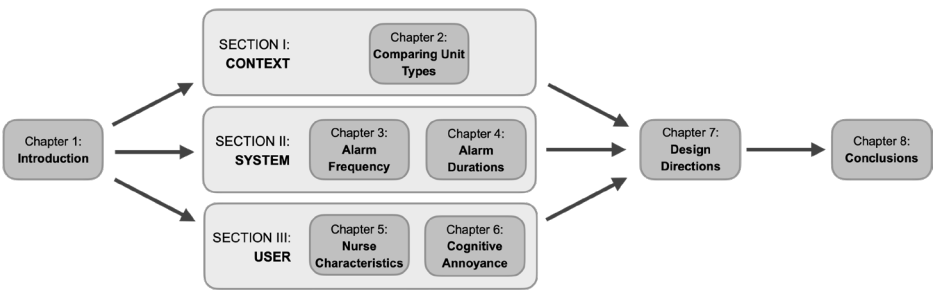 Chapter 1:
Introduction
SECTION I:
CONTEXT
Chapter 2:
Comparing Unit
Types
SECTION II:
SYSTEM
Chapter 3:
Alarm
Frequency
Chapter 4:
Alarm
Durations
SECTION III:
USER
Chapter 5:
Nurse
Characteristics
Chapter 6:
Cognitive
Annoyance
Chapter 7:
Design
Directions
Chapter 8:
Conclusions